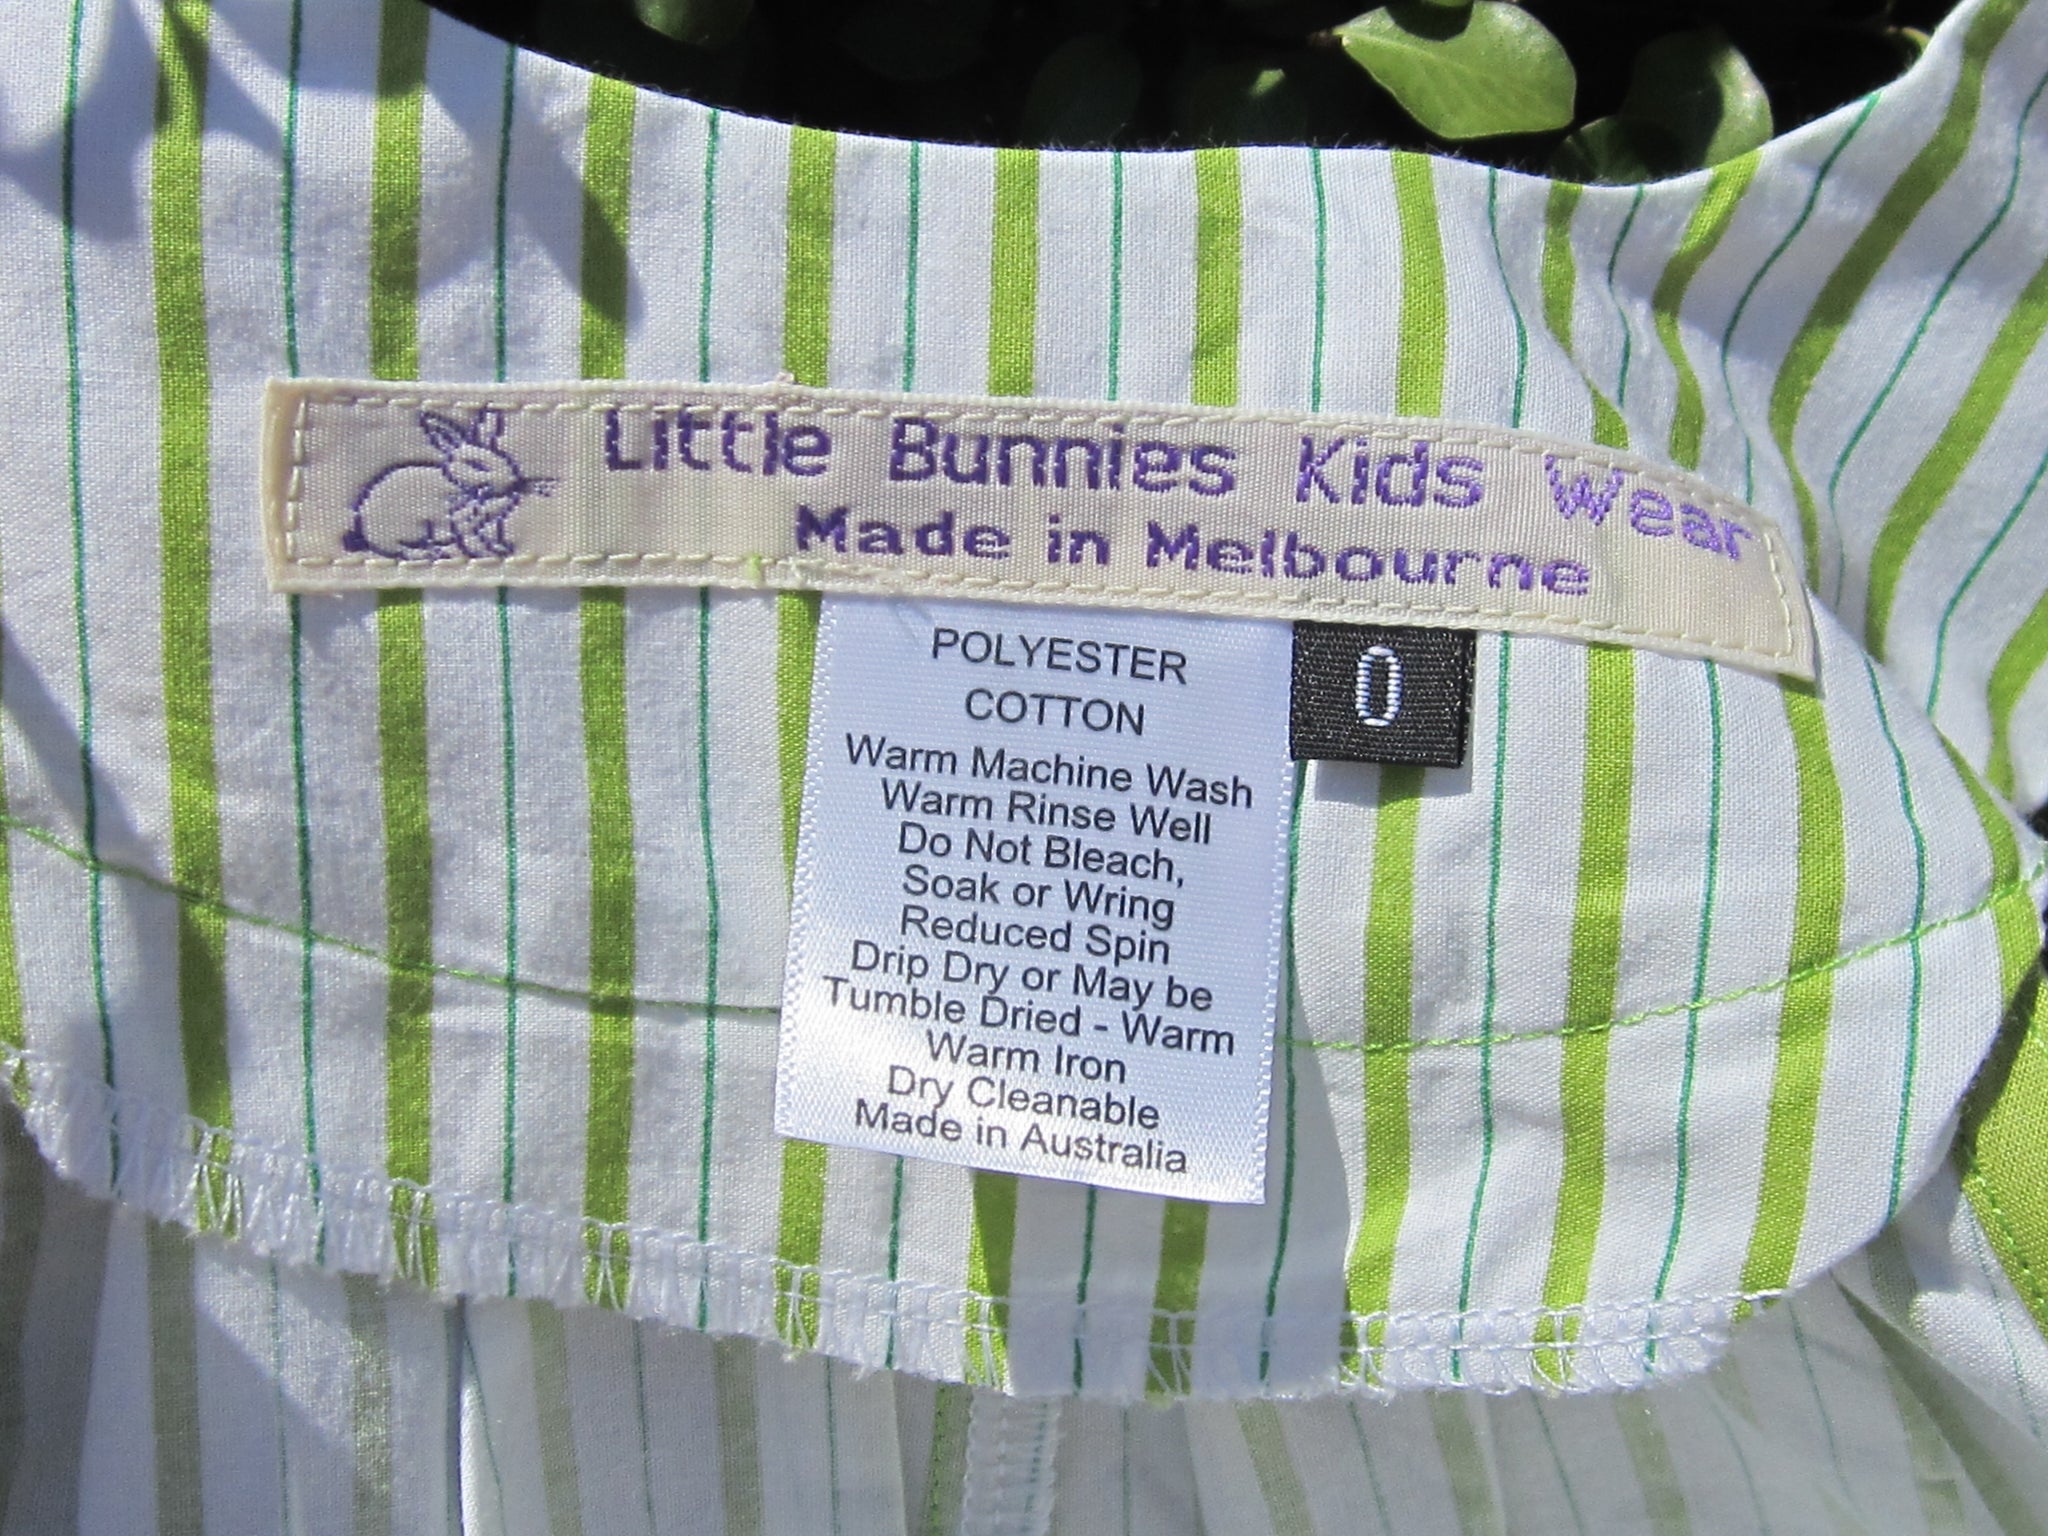 Little Bunnies Kids Wear
Made in Melbourne
POLYESTER
COTTON
Warm Machine Wash
Warm Rinse Well
Do Not Bleach,
Soak or Wring
Reduced Spin
Drip Dry or May be
Tumble Dried - Warm
Warm Iron
Dry Cleanable
Made in Australia
0